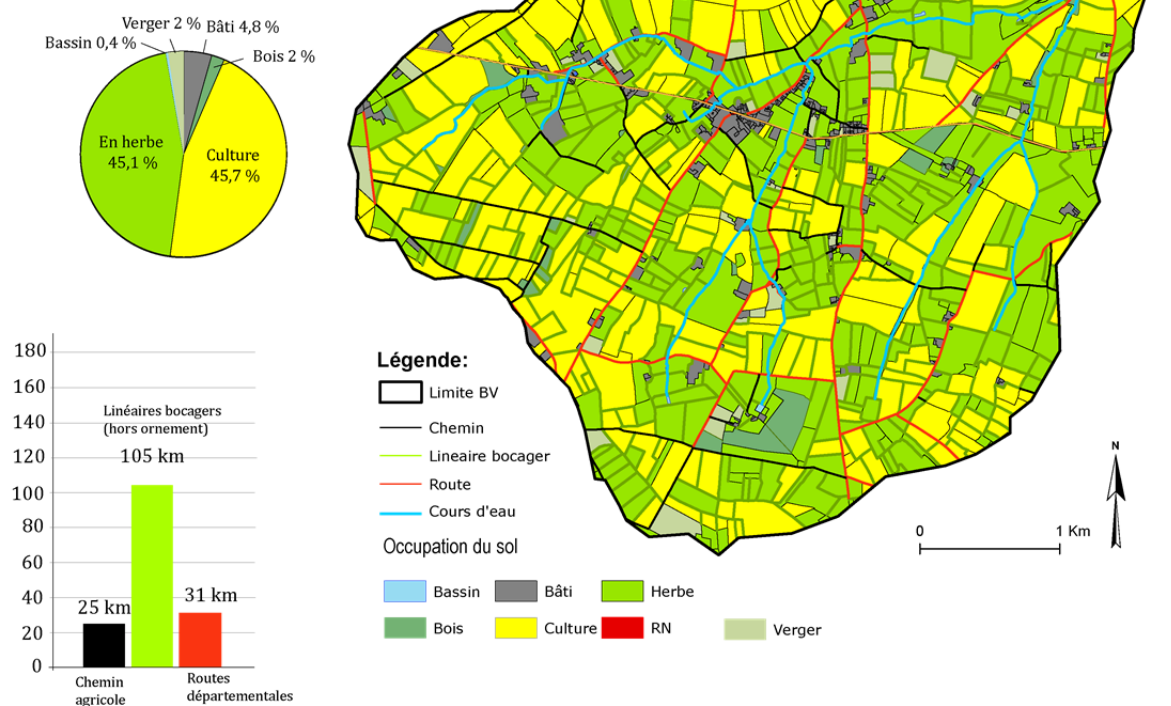 Verger 2 %
Bâti 4,8 %
Bassin 0,4 %
Bois 2 %
En herbe
45,1 %
Culture
45,7 %
180
160
140
120
100
80
60
40
20
0
Linéaires bocagers
(hors ornement)
105 km
25 km
31 km
Chemin
agricole
Routes
départementales
Légende:
Limite BV
Chemin
Lineaire bocager
Route
Cours d'eau
Occupation du sol
Bassin
Bâti
Herbe
Bois
Culture
RN
Verger
N
0
1 Km